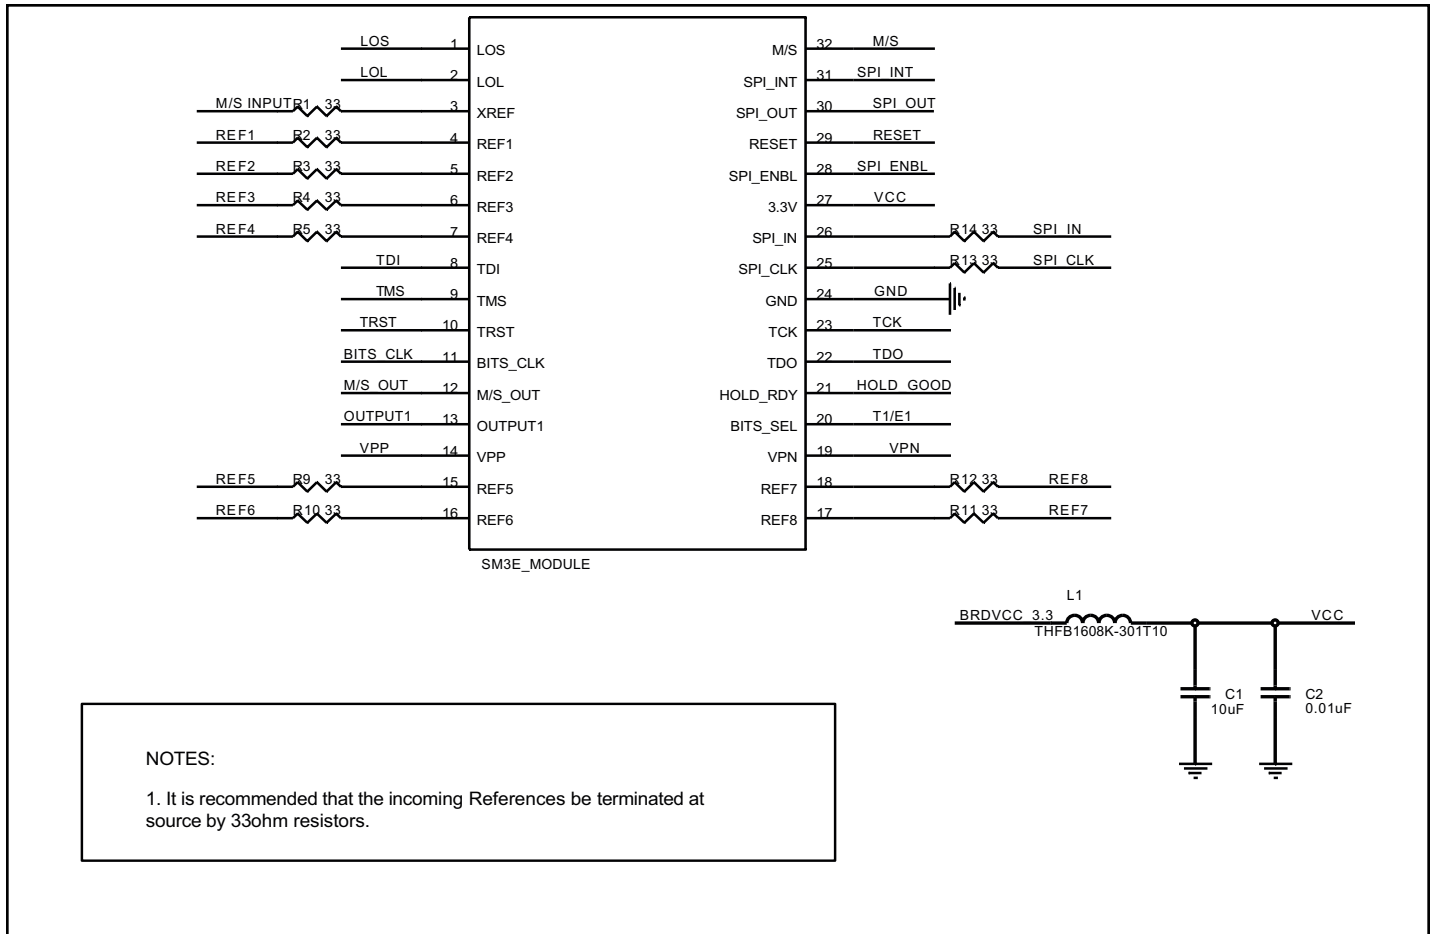 LOS 1 LOS M/S 32 M/S
LOL 2 LOL SPI_INT 31 SPI_INT
M/S INPUT R1 33 3 XREF SPI_OUT 30 SPI_OUT
REF1 R2 33 4 REF1 RESET 29 RESET
REF2 R3 33 5 REF2 SPI_ENBL 28 SPI_ENBL
REF3 R4 33 6 REF3 3.3V 27 VCC
REF4 R5 33 7 REF4 SPI_IN 26 R14 33 SPI_IN
TDI 8 TDI SPI_CLK 25 R13 33 SPI_CLK
TMS 9 TMS GND 24 GND
TRST 10 TRST TCK 23 TCK
BITS_CLK 11 BITS_CLK TDO 22 TDO
M/S_OUT 12 M/S_OUT HOLD_RDY 21 HOLD_GOOD
OUTPUT1 13 OUTPUT1 BITS_SEL 20 T1/E1
VPP 14 VPP VPN 19 VPN
REF5 R9 33 15 REF5 REF7 18 R12 33 REF8
REF6 R10 33 16 REF6 REF8 17 R11 33 REF7
SM3E_MODULE
L1
BRDVCC_3.3 VCC
THFB1608K-301T10
C1 C2
10uF 0.01uF
NOTES:
1. It is recommended that the incoming References be terminated at
source by 33ohm resistors.